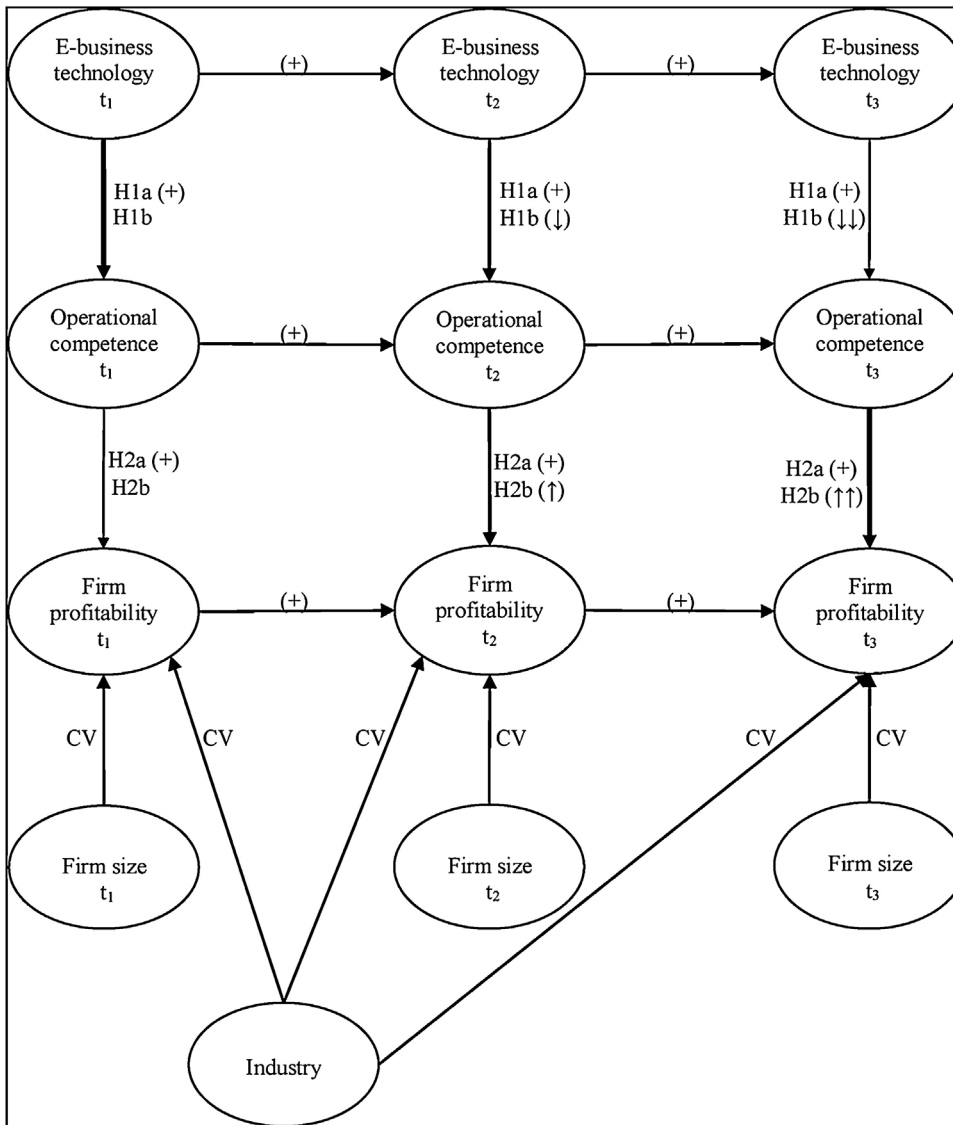 E-business
technology
t₁
(+)
E-business
technology
t₂
(+)
E-business
technology
t₃
H1a (+)
H1b
H1a (+)
H1b (↓)
H1a (+)
H1b (↓↓)
Operational
competence
t₁
(+)
Operational
competence
t₂
(+)
Operational
competence
t₃
H2a (+)
H2b
H2a (+)
H2b (↑)
H2a (+)
H2b (↑↑)
Firm
profitability
t₁
(+)
Firm
profitability
t₂
(+)
Firm
profitability
t₃
CV
CV
CV
CV
CV
CV
Firm size
t₁
Firm size
t₂
Firm size
t₃
Industry